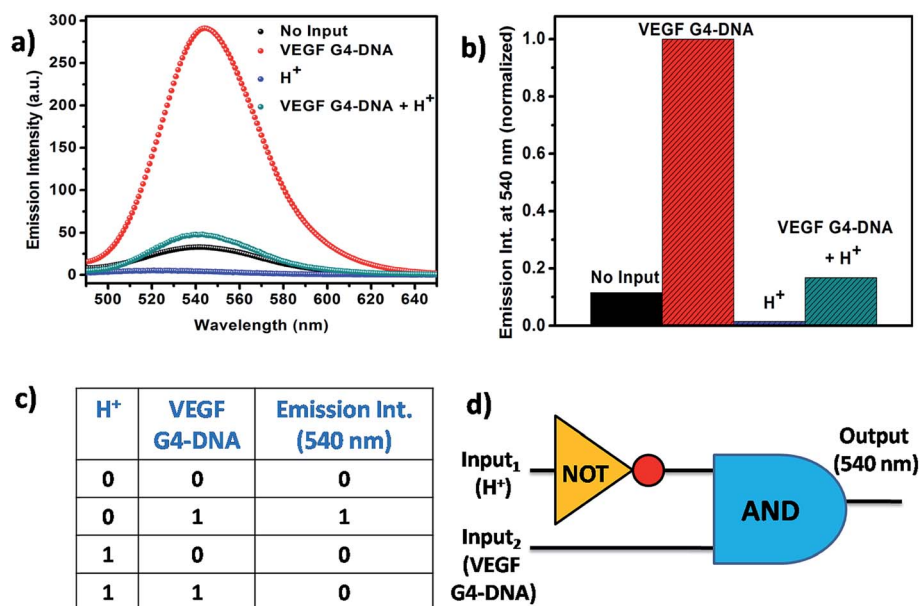 a)
300
250
200
150
100
50
0
Emission Intensity (a.u.)
No Input
VEGF G4-DNA
H⁺
VEGF G4-DNA + H⁺
500 520 540 560 580 600 620 640
Wavelength (nm)
b)
Emission Int. at 540 nm (normalized)
1.0
0.8
0.6
0.4
0.2
0.0
VEGF G4-DNA
No Input
H⁺
VEGF G4-DNA
+ H⁺
c)
H⁺ VEGF Emission Int.
G4-DNA (540 nm)
0 0 0
0 1 1
1 0 0
1 1 0
d)
Input₁
(H⁺)
NOT
AND
Output
(540 nm)
Input₂
(VEGF
G4-DNA)